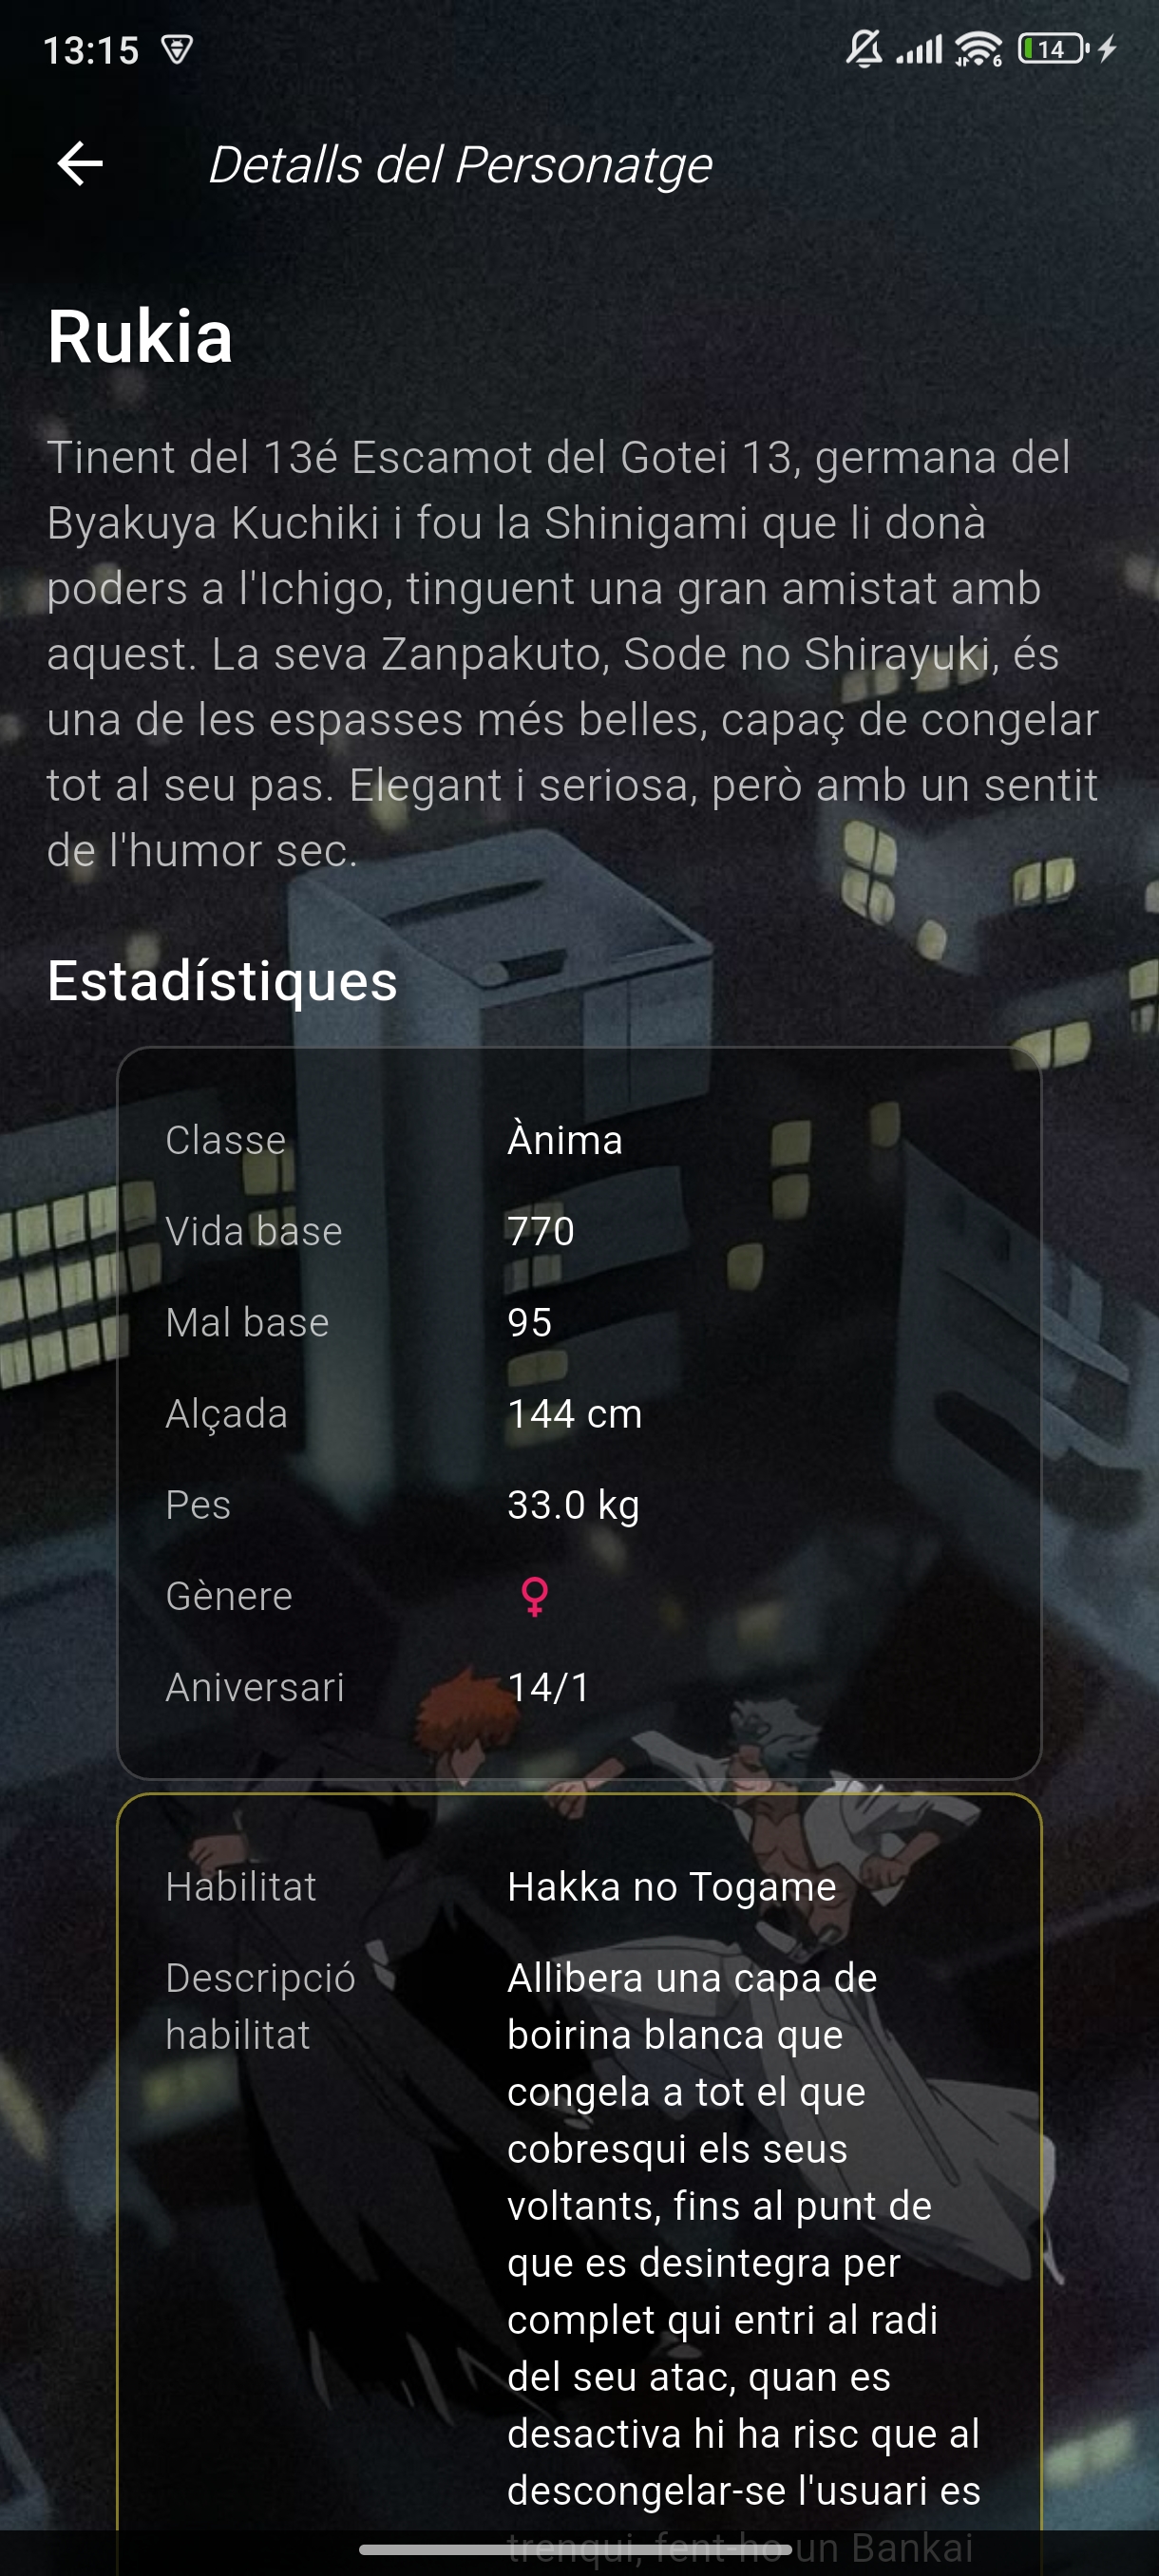 13:15
6
14
Detalls del Personatge
Rukia
Tinent del 13é Escamot del Gotei 13, germana del
Byakuya Kuchiki i fou la Shinigami que li donà
poders a l'Ichigo, tinguent una gran amistat amb
aquest. La seva Zanpakuto, Sode no Shirayuki, és
una de les espasses més belles, capaç de congelar
tot al seu pas. Elegant i seriosa, però amb un sentit
de l'humor sec.
Estadístiques
Classe Ànima
Vida base 770
Mal base 95
Alçada 144 cm
Pes 33.0 kg
Gènere ♀
Aniversari 14/1
Habilitat Hakka no Togame
Descripció
habilitat
Allibera una capa de
boirina blanca que
congela a tot el que
cobresqui els seus
voltants, fins al punt de
que es desintegra per
complet qui entri al radi
del seu atac, quan es
desactiva hi ha risc que al
descongelar-se l'usuari es
trenqui, fent-ho un Bankai